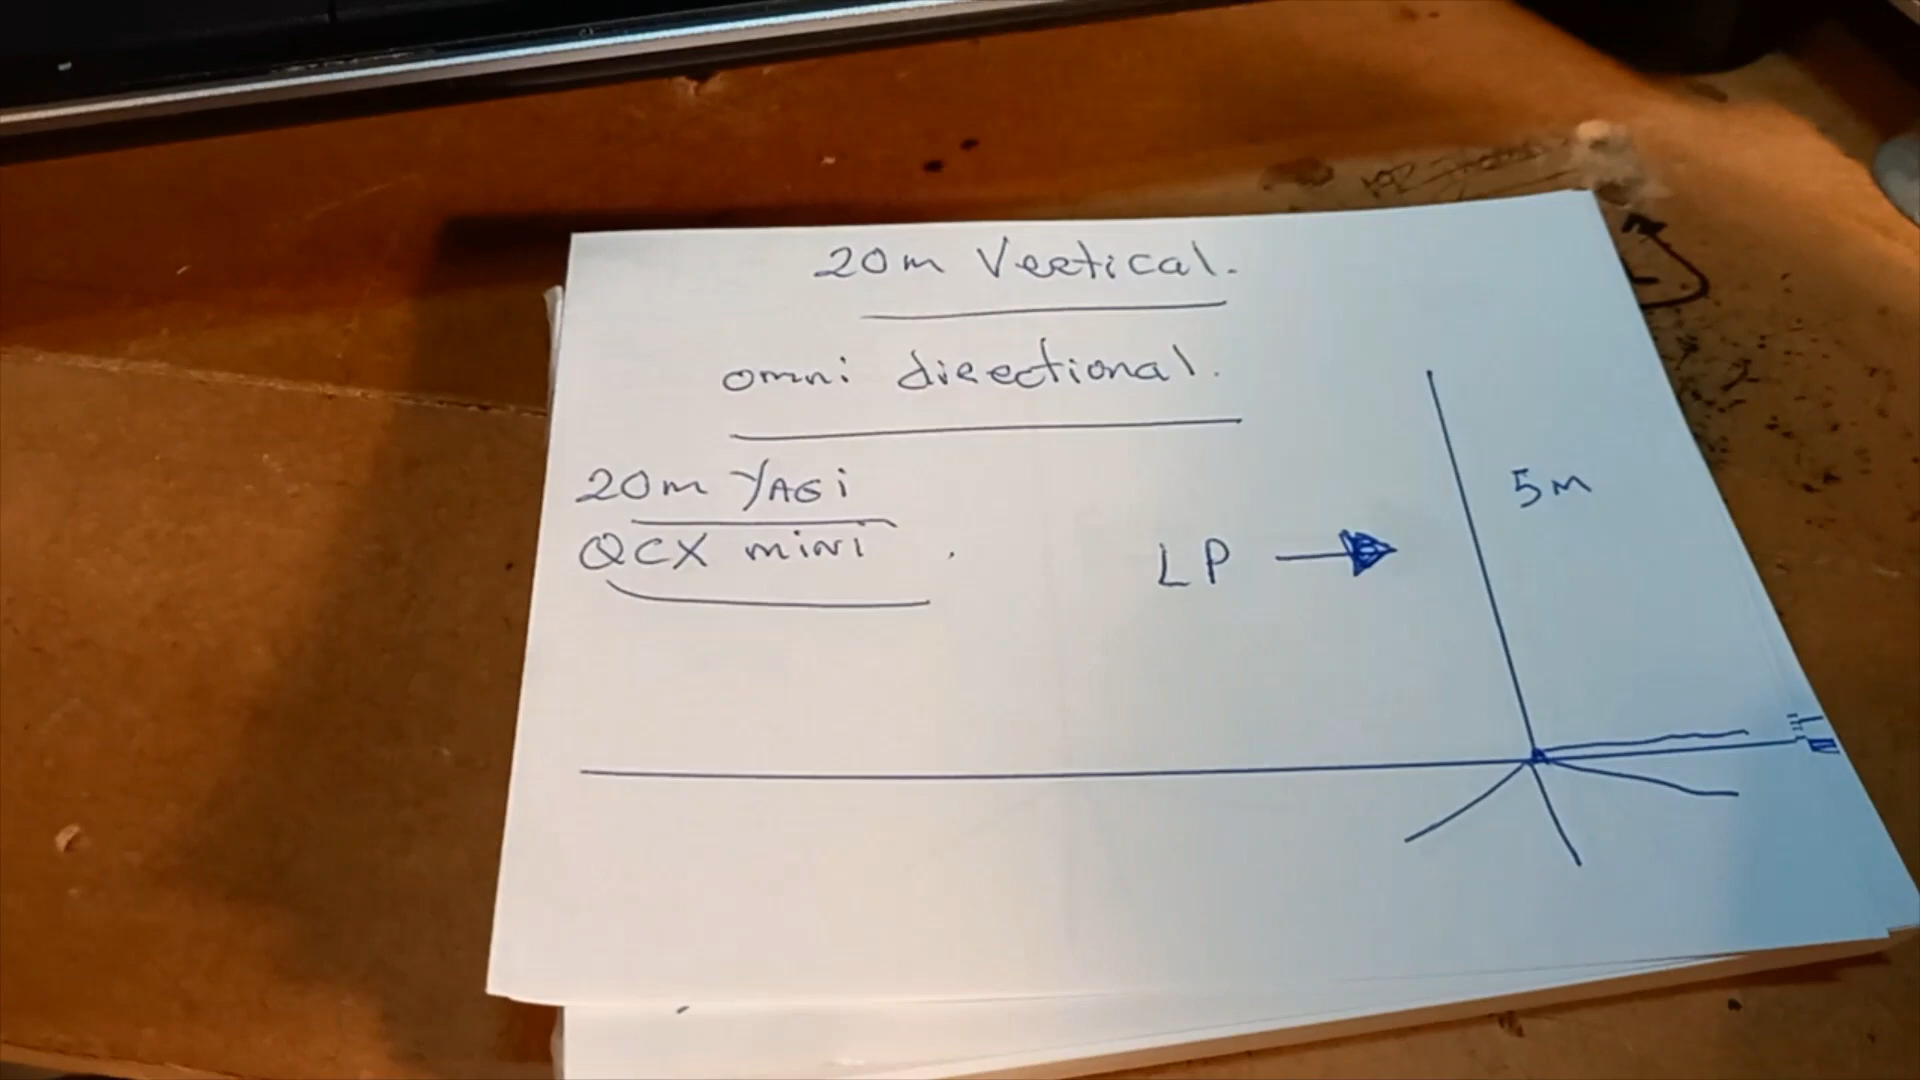 20m Vertical.
omni directional.
20m YAGi
QCX mini
LP
5m